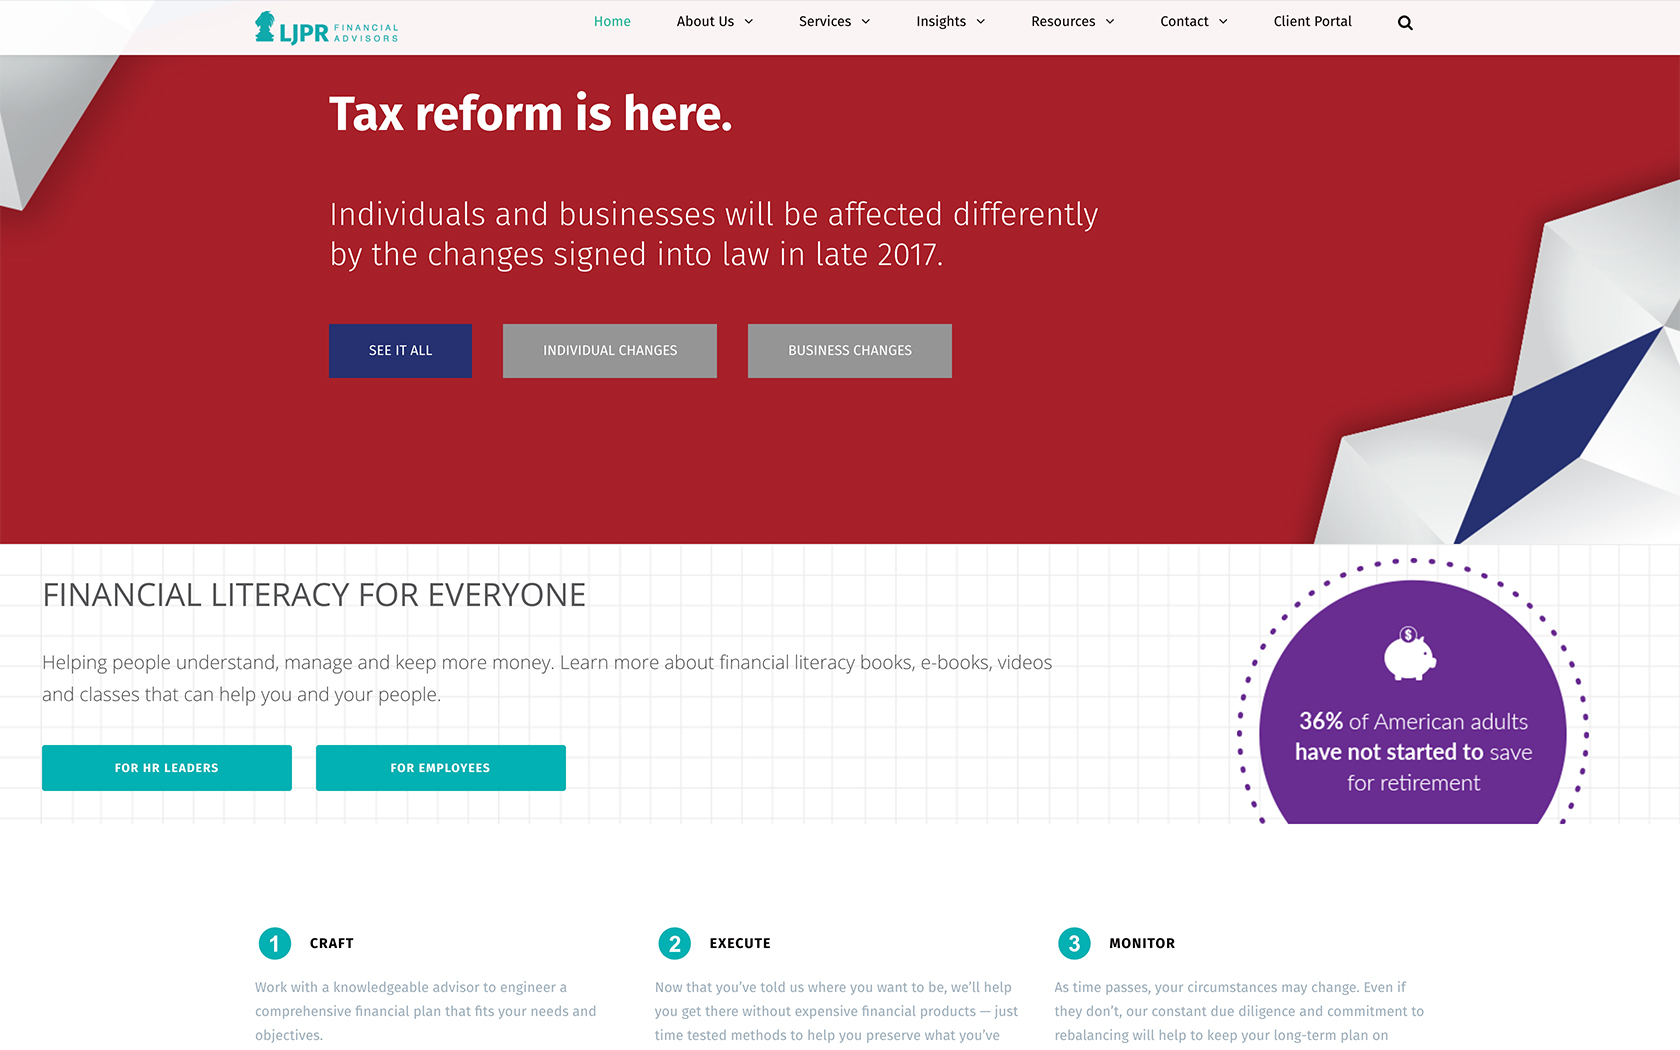 LJPR FINANCIAL ADVISORS
Home About Us Services Insights Resources Contact Client Portal
Tax reform is here.
Individuals and businesses will be affected differently
by the changes signed into law in late 2017.
SEE IT ALL
INDIVIDUAL CHANGES
BUSINESS CHANGES
FINANCIAL LITERACY FOR EVERYONE
Helping people understand, manage and keep more money. Learn more about financial literacy books, e-books, videos
and classes that can help you and your people.
FOR HR LEADERS
FOR EMPLOYEES
$
36% of American adults
have not started to save
for retirement
1 CRAFT
Work with a knowledgeable advisor to engineer a
comprehensive financial plan that fits your needs and
objectives.
2 EXECUTE
Now that you've told us where you want to be, we'll help
you get there without expensive financial products — just
time tested methods to help you preserve what you've
3 MONITOR
As time passes, your circumstances may change. Even if
they don't, our constant due diligence and commitment to
rebalancing will help to keep your long-term plan on